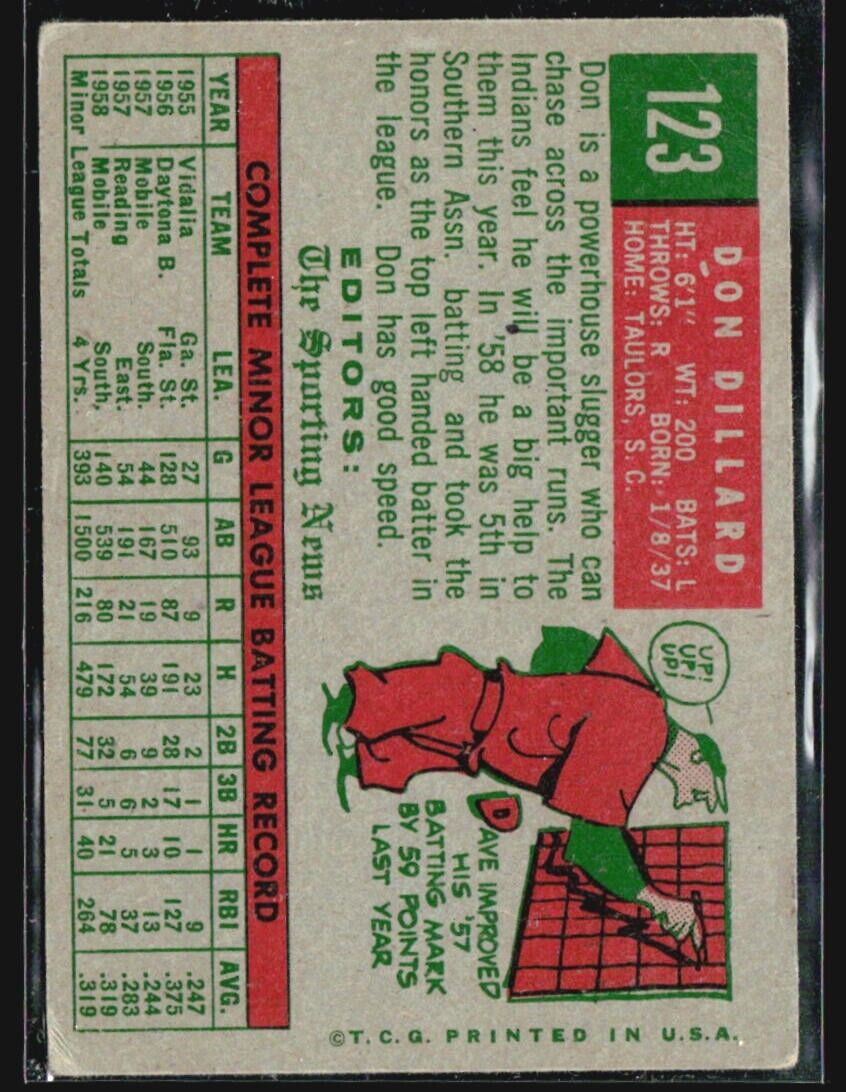 123
DON DILLARD
HT: 6'1" WT: 200 BATS: L
THROWS: R BORN: 1/8/37
HOME: TAULORS, S. C.
Don is a powerhouse slugger who can
chase across the important runs. The
Indians feel he will be a big help to
them this year. In '58 he was 5th in
Southern Assn. batting and took the
honors as the top left handed batter in
the league. Don has good speed.
EDITORS:
The Sporting News
UP!
UP!
UP!
DAVE IMPROVED
HIS '57
BATTING MARK
BY 59 POINTS
LAST YEAR
COMPLETE MINOR LEAGUE BATTING RECORD
YEAR TEAM LEA. G AB R H 2B 3B HR RBI AVG.
1955 Vidalia Ga. St. 27 93 9 23 2 1 1 9 .247
1956 Daytona B. Fla. St. 128 510 87 191 28 17 10 127 .375
1957 Mobile South. 44 167 19 39 9 2 3 13 .244
1957 Reading East. 54 191 21 54 6 6 5 37 .283
1958 Mobile South. 140 539 80 172 32 5 21 78 .319
Minor League Totals 4 Yrs. 393 1500 216 479 77 31 40 264 .319
©T. C. G. PRINTED IN U.S.A.